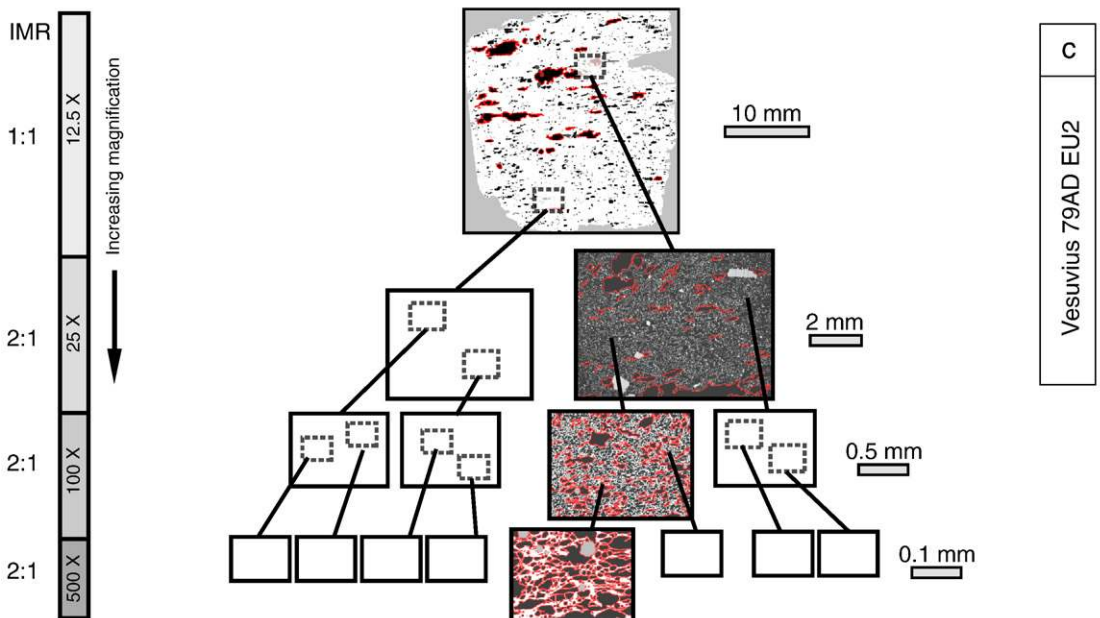 IMR
1:1
2:1
2:1
2:1
12.5 X
25 X
100 X
500 X
Increasing magnification
10 mm
2 mm
0.5 mm
0.1 mm
C
Vesuvius 79AD EU2